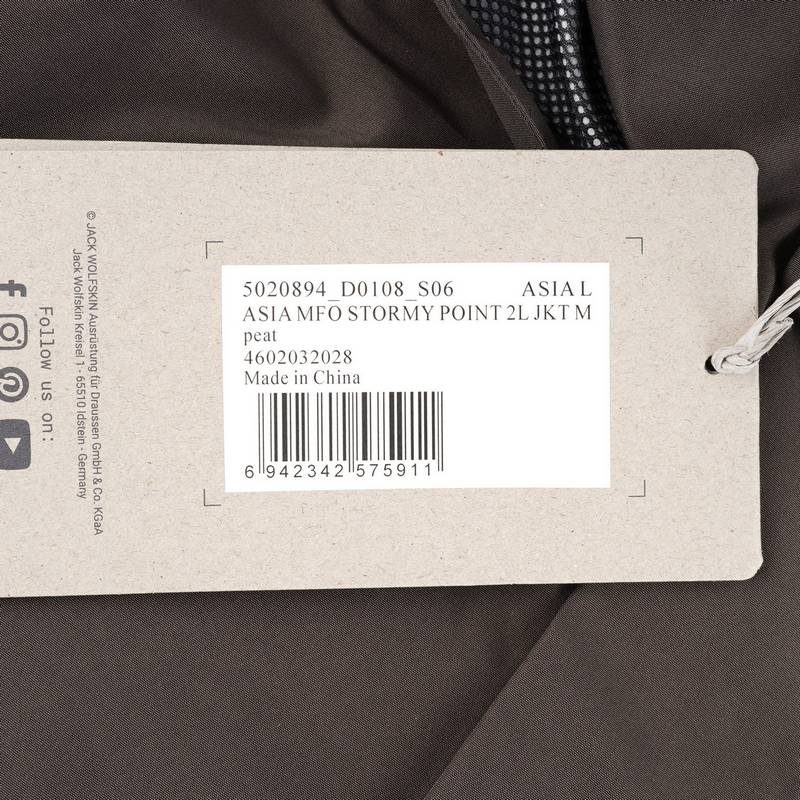 5020894_D0108_S06 ASIA L
ASIA MFO STORMY POINT 2L JKT M
peat
4602032028
Made in China
6 942342 575911
© JACK WOLFSKIN Ausrüstung für Draussen GmbH & Co. KGaA
Jack Wolfskin Kreisel 1 - 65510 Idstein - Germany
Follow us on: